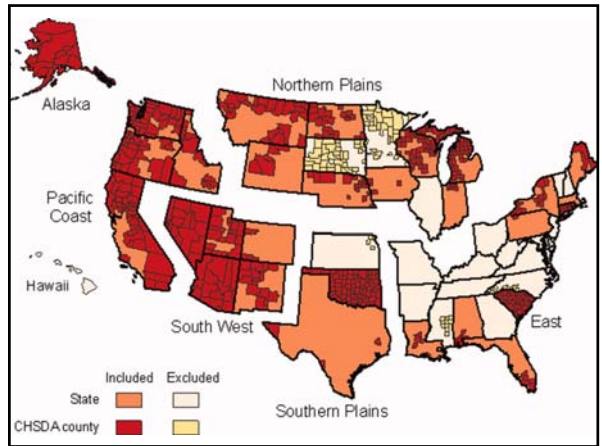 Northern Plains
Alaska
Pacific
Coast
Hawaii
South West
East
Southern Plains
Included Excluded
State
CHSDA county